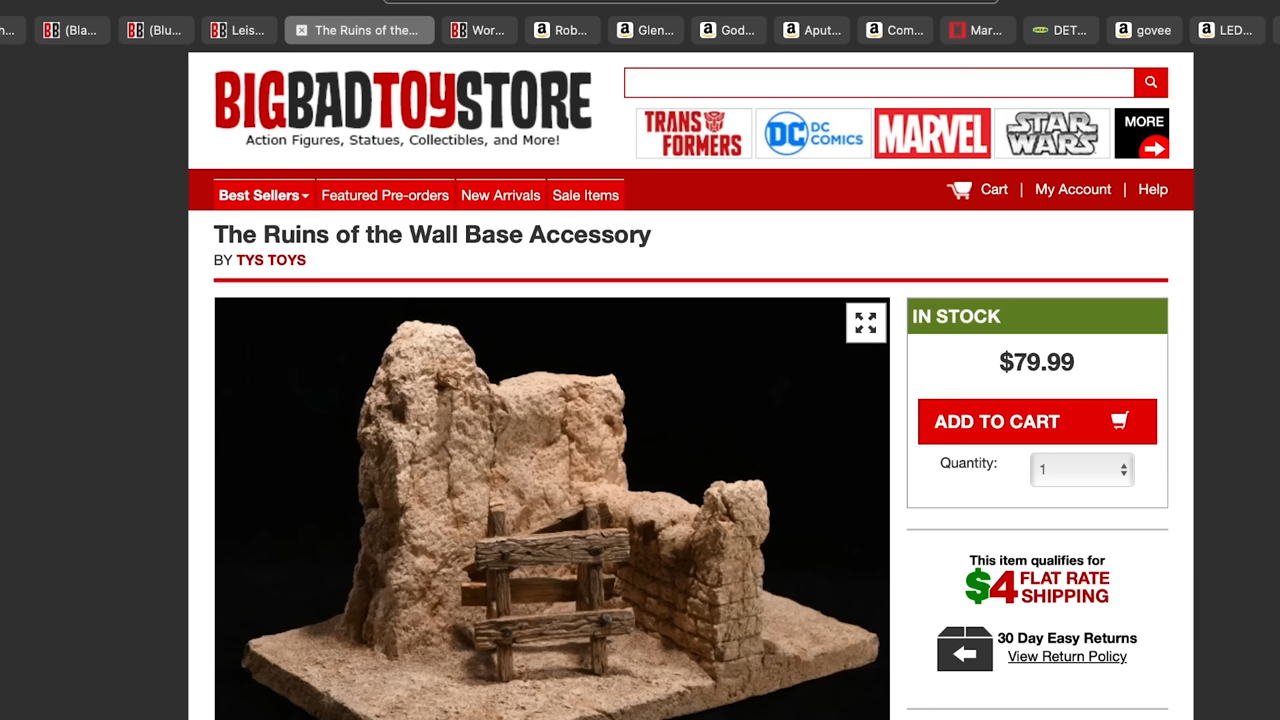 (Bla...
(Blu...
Leis...
The Ruins of the...
Wor...
Rob...
Glen...
God...
Aput...
Com...
Mar...
DET...
govee
LED...
BIGBADTOYSTORE
Action Figures, Statues, Collectibles, and More!
TRANSFORMERS
DC DC COMICS
MARVEL
STAR WARS
MORE
Best Sellers
Featured Pre-orders
New Arrivals
Sale Items
Cart | My Account | Help
The Ruins of the Wall Base Accessory
BY TYS TOYS
IN STOCK
$79.99
ADD TO CART
Quantity: 1
This item qualifies for
$4 FLAT RATE SHIPPING
30 Day Easy Returns
View Return Policy